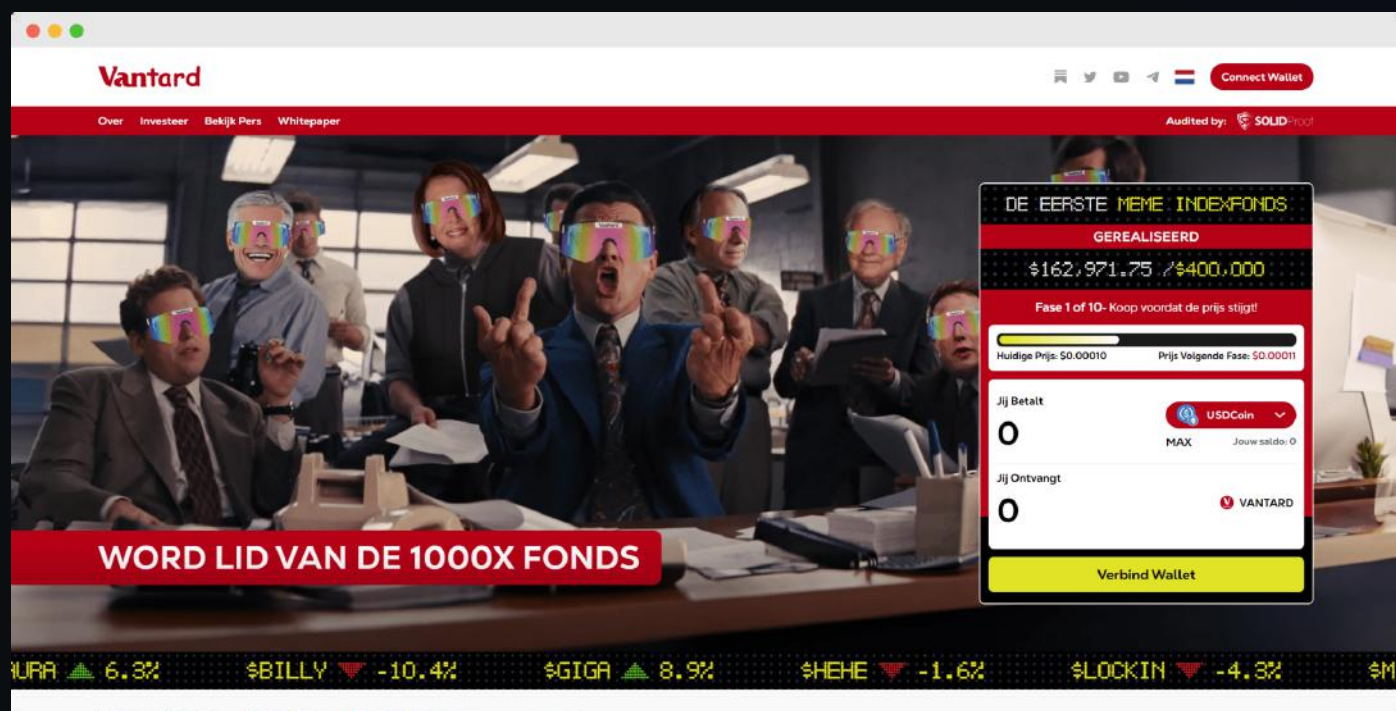 Vantard
Connect Wallet
Over Investeer Bekijk Pers Whitepaper
Audited by: SOLIDProof
DE EERSTE MEME INDEXFONDS
GEREALISEERD
$162,971.75 /$400,000
Fase 1 of 10- Koop voordat de prijs stijgt!
Huidige Prijs: $0.00010 Prijs Volgende Fase: $0.00011
Jij Betalt
0
USDCoin
MAX Jouw saldo: 0
Jij Ontvangt
0
VANTARD
Verbind Wallet
WORD LID VAN DE 1000X FONDS
6.3% $BILLY -10.4% $GIGA 8.9% $HEHE -1.6% $LOCKIN -4.3%